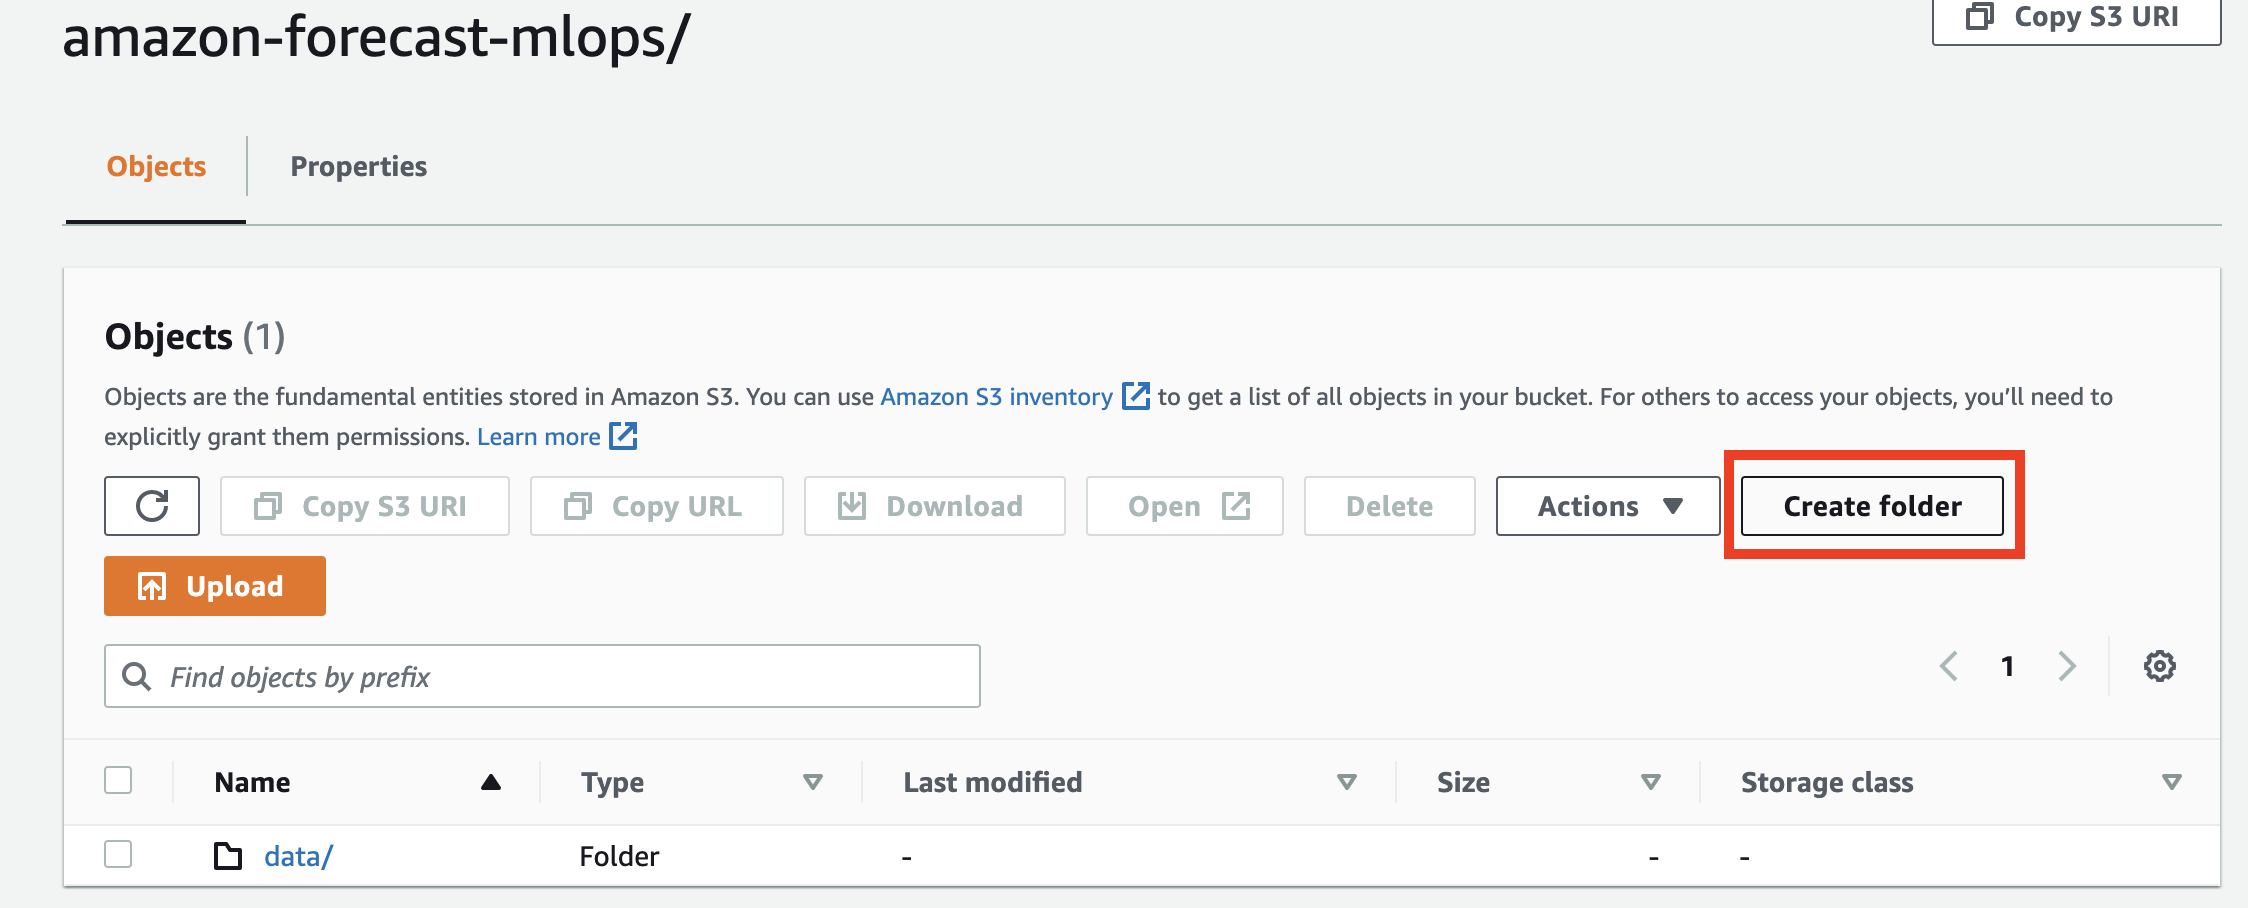 amazon-forecast-mlops/
Copy S3 URI
Objects
Properties
Objects (1)
Objects are the fundamental entities stored in Amazon S3. You can use Amazon S3 inventory to get a list of all objects in your bucket. For others to access your objects, you’ll need to
explicitly grant them permissions. Learn more
Copy S3 URI
Copy URL
Download
Open
Delete
Actions
Create folder
Upload
Find objects by prefix
1
Name
Type
Last modified
Size
Storage class
data/
Folder
-
-
-